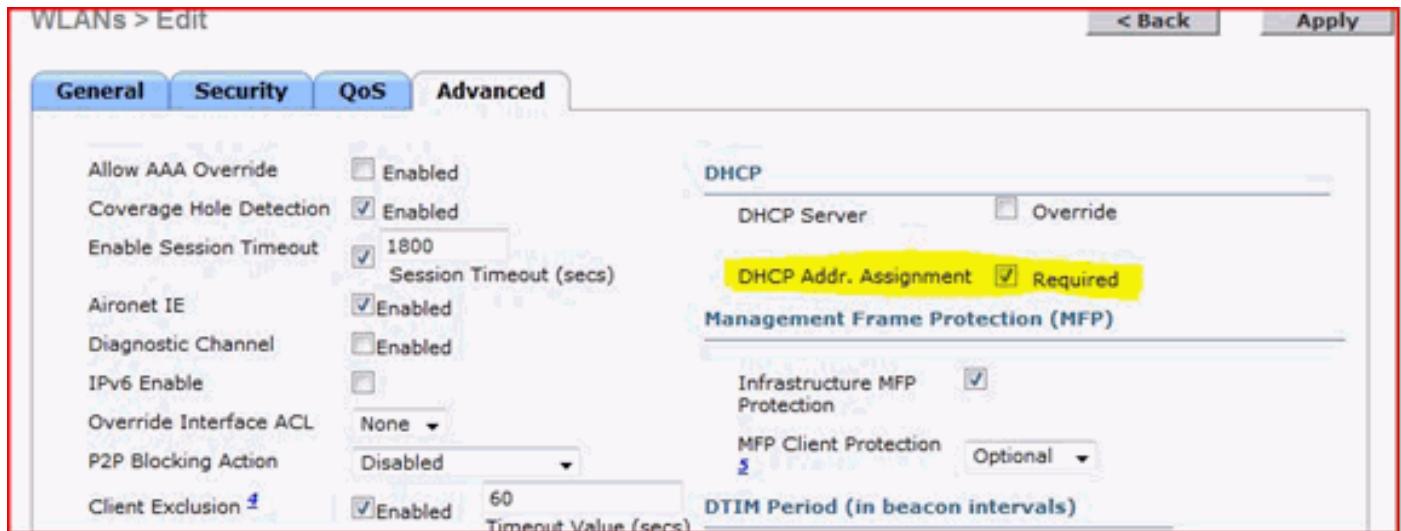 WLANs > Edit
< Back
Apply
General
Security
QoS
Advanced
Allow AAA Override
Enabled
Coverage Hole Detection
Enabled
Enable Session Timeout
1800
Session Timeout (secs)
Aironet IE
Enabled
Diagnostic Channel
Enabled
IPv6 Enable
Override Interface ACL
None
P2P Blocking Action
Disabled
Client Exclusion 4
Enabled
60
Timeout Value (secs)
DHCP
DHCP Server
Override
DHCP Addr. Assignment
Required
Management Frame Protection (MFP)
Infrastructure MFP
Protection
MFP Client Protection
5
Optional
DTIM Period (in beacon intervals)